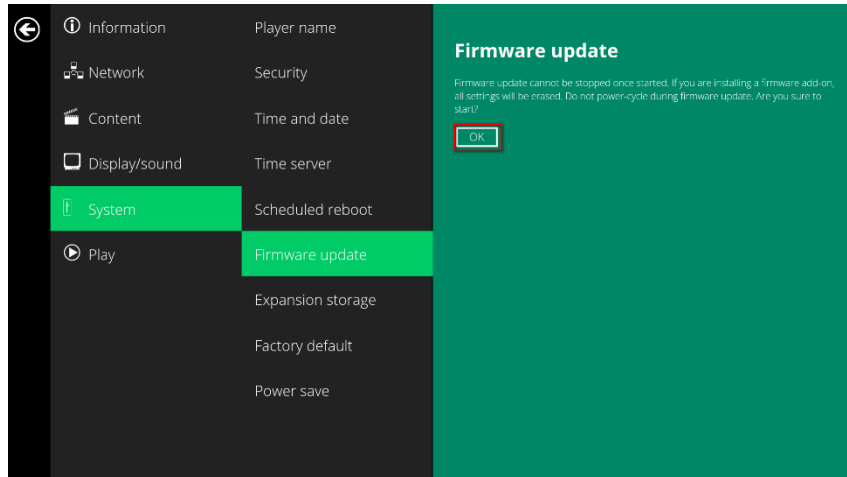 Information
Network
Content
Display/sound
System
Play
Player name
Security
Time and date
Time server
Scheduled reboot
Firmware update
Expansion storage
Factory default
Power save
Firmware update
Firmware update cannot be stopped once started. If you are installing a firmware add-on,
all settings will be erased. Do not power-cycle during firmware update. Are you sure to
start?
OK